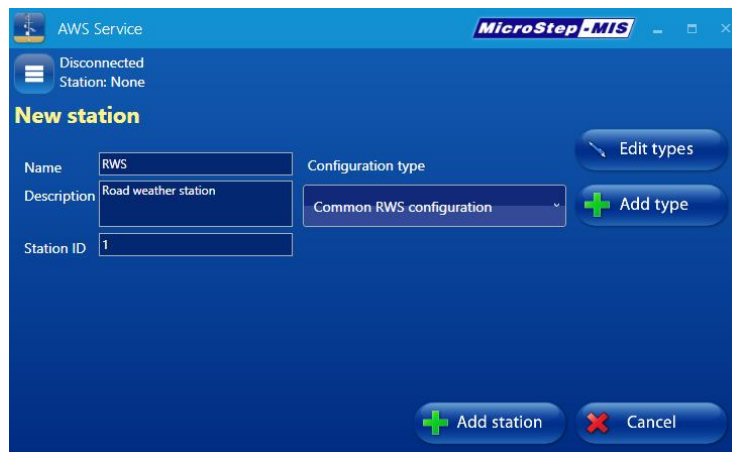 AWS Service
MicroStep-MIS
Disconnected
Station: None
New station
Name
RWS
Configuration type
Edit types
Description
Road weather station
Common RWS configuration
Add type
Station ID
1
Add station
Cancel